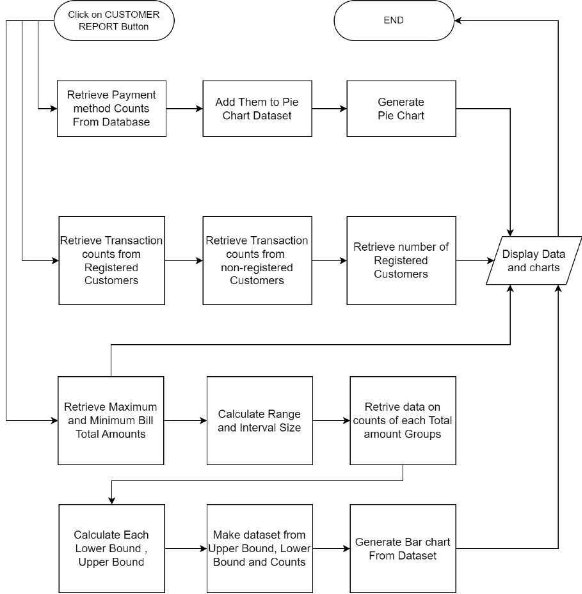 Click on CUSTOMER
REPORT Button
END
Retrieve Payment
method Counts
From Database
Add Them to Pie
Chart Dataset
Generate
Pie Chart
Retrieve Transaction
counts from
Registered
Customers
Retrieve Transaction
counts from
non-registered
Customers
Retrieve number of
Registered
Customers
Display Data
and charts
Retrieve Maximum
and Minimum Bill
Total Amounts
Calculate Range
and Interval Size
Retrive data on
counts of each Total
amount Groups
Calculate Each
Lower Bound ,
Upper Bound
Make dataset from
Upper Bound, Lower
Bound and Counts
Generate Bar chart
From Dataset